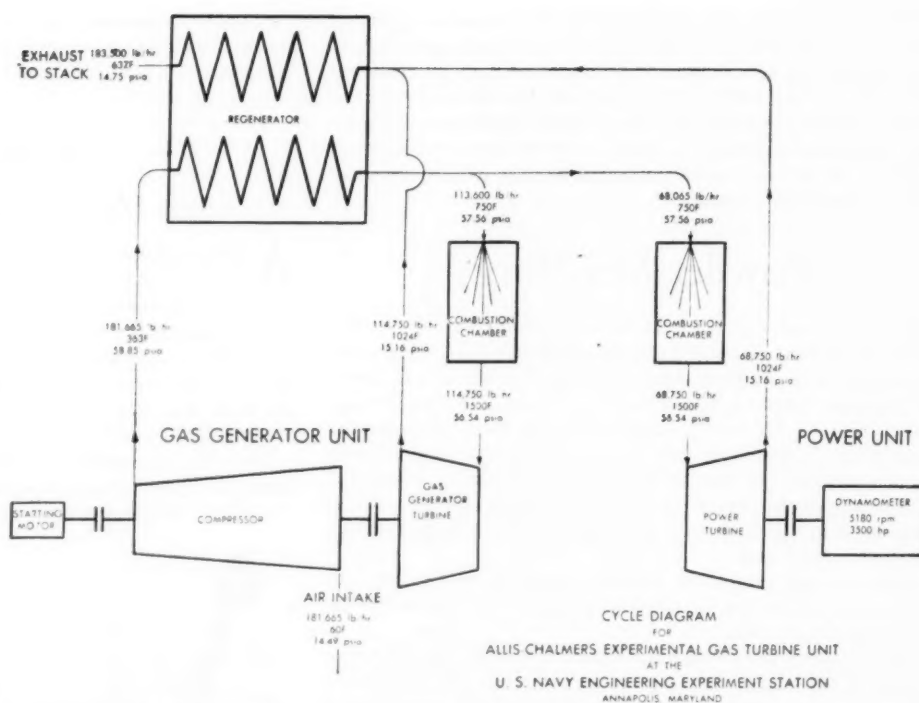 EXHAUST
TO STACK
183,500 lb/hr
637F
14.75 psia
REGENERATOR
113,600 lb/hr
750F
57.56 psia
68,065 lb/hr
750F
57.56 psia
COMBUSTION
CHAMBER
COMBUSTION
CHAMBER
181,665 lb/hr
363F
58.85 psia
114,750 lb/hr
1024F
15.16 psia
68,750 lb/hr
1024F
15.16 psia
114,750 lb/hr
1500F
56.54 psia
68,750 lb/hr
1500F
56.54 psia
GAS GENERATOR UNIT
POWER UNIT
STARTING
MOTOR
COMPRESSOR
GAS
GENERATOR
TURBINE
POWER
TURBINE
DYNAMOMETER
5180 rpm
3500 hp
AIR INTAKE
181,665 lb/hr
60F
14.49 psia
CYCLE DIAGRAM
FOR
ALLIS-CHALMERS EXPERIMENTAL GAS TURBINE UNIT
AT THE
U. S. NAVY ENGINEERING EXPERIMENT STATION
ANNAPOLIS, MARYLAND